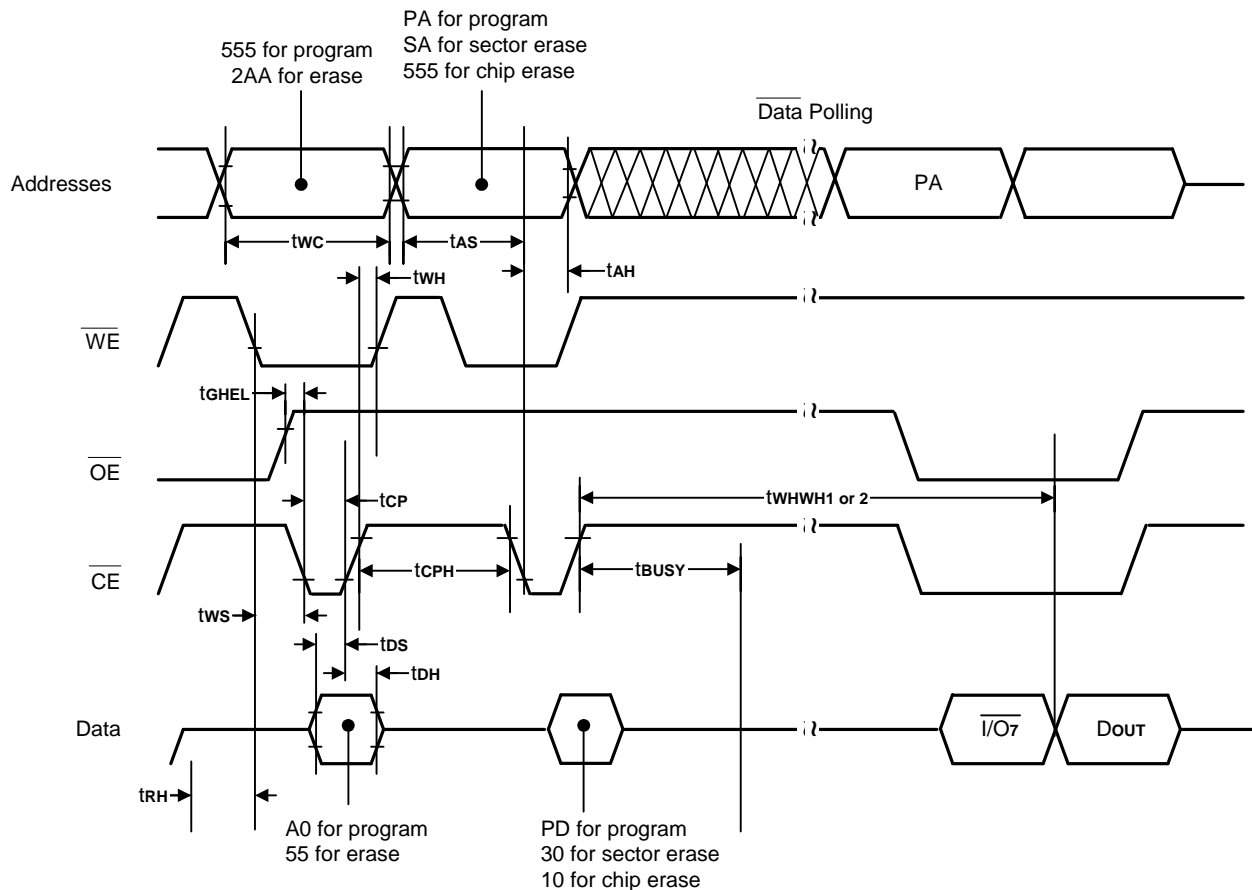 555 for program
2AA for erase
PA for program
SA for sector erase
555 for chip erase
Data Polling
Addresses
PA
tWC
tAS
tWH
tAH
WE
tGHEL
OE
tCP
tWHWH1 or 2
CE
tCPH
tBUSY
tWS
tDS
tDH
Data
I/O7
DOUT
tRH
A0 for program
55 for erase
PD for program
30 for sector erase
10 for chip erase